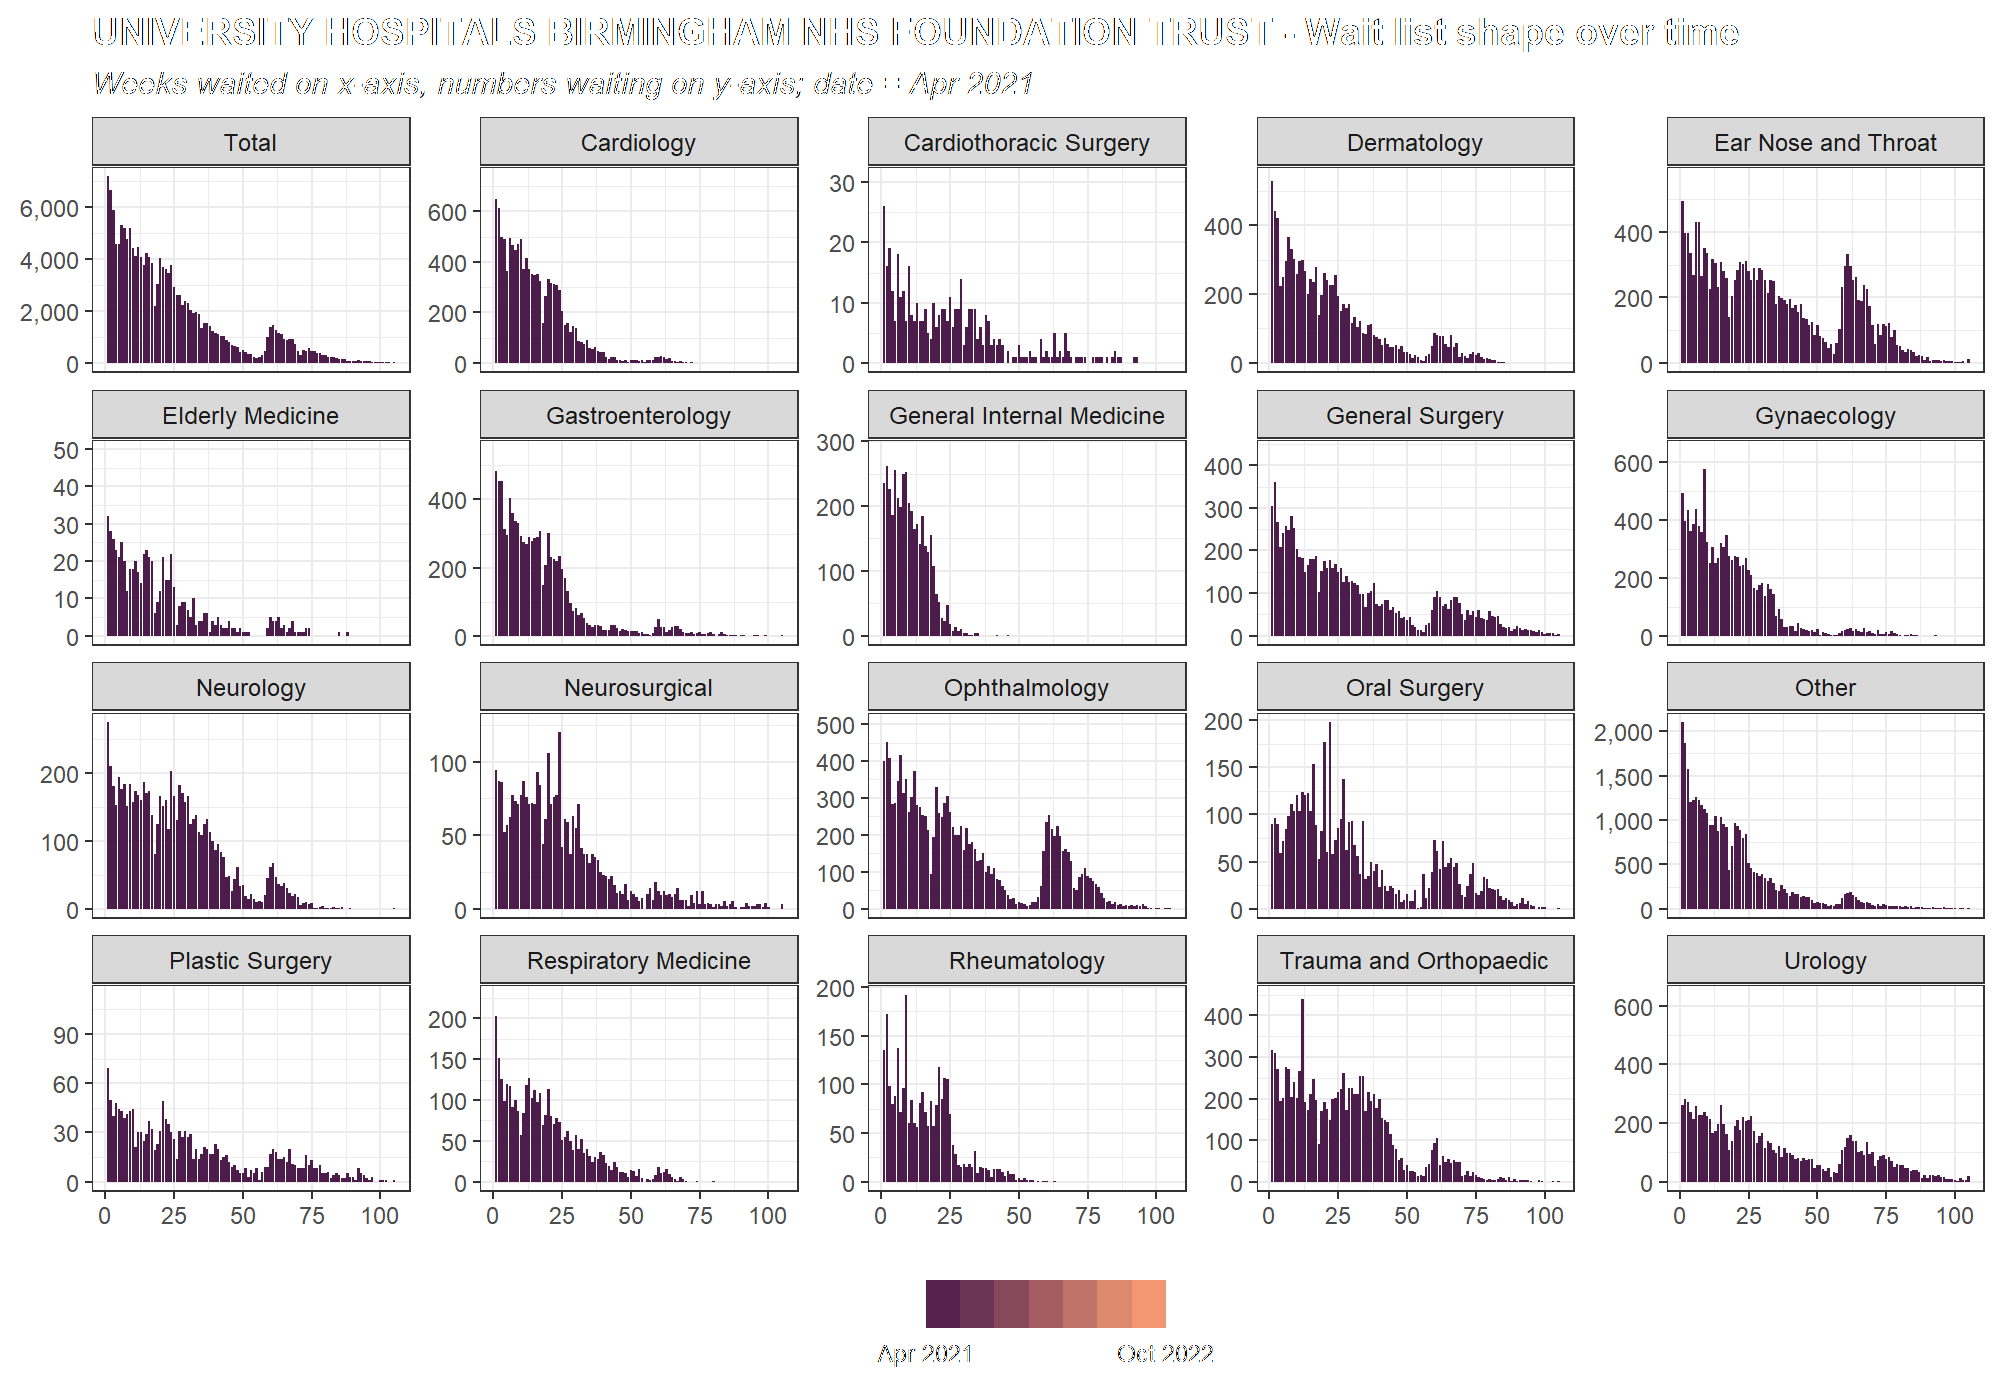 UNIVERSITY HOSPITALS BIRMINGHAM NHS FOUNDATION TRUST - Wait list shape over time
Weeks waited on x-axis, numbers waiting on y-axis; date = Apr 2021
Total
Cardiology
Cardiothoracic Surgery
Dermatology
Ear Nose and Throat
6,000
4,000
2,000
0
600
400
200
0
30
20
10
0
400
200
0
400
200
0
Elderly Medicine
Gastroenterology
General Internal Medicine
General Surgery
Gynaecology
50
40
30
20
10
0
400
200
0
300
200
100
0
400
300
200
100
0
600
400
200
0
Neurology
Neurosurgical
Ophthalmology
Oral Surgery
Other
200
100
0
100
50
0
500
400
300
200
100
0
200
150
100
50
0
2,000
1,500
1,000
500
0
Plastic Surgery
Respiratory Medicine
Rheumatology
Trauma and Orthopaedic
Urology
90
60
30
0
200
150
100
50
0
200
150
100
50
0
400
300
200
100
0
600
400
200
0
0 25 50 75 100
0 25 50 75 100
0 25 50 75 100
0 25 50 75 100
0 25 50 75 100
Apr 2021
Oct 2022